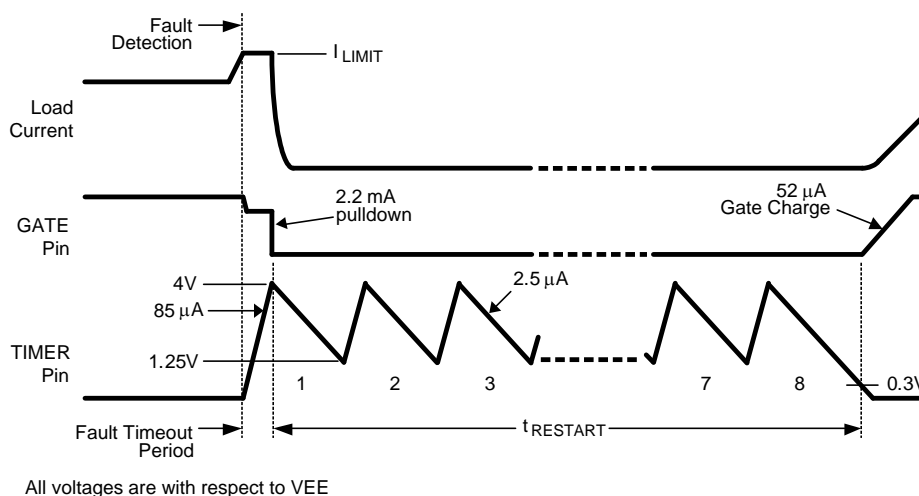 Fault
Detection
I LIMIT
Load
Current
2.2 mA
pulldown
52 μA
Gate Charge
GATE
Pin
4V
2.5 μA
85 μA
TIMER
Pin
1.25V
1
2
3
7
8
0.3V
Fault Timeout
Period
t RESTART
All voltages are with respect to VEE